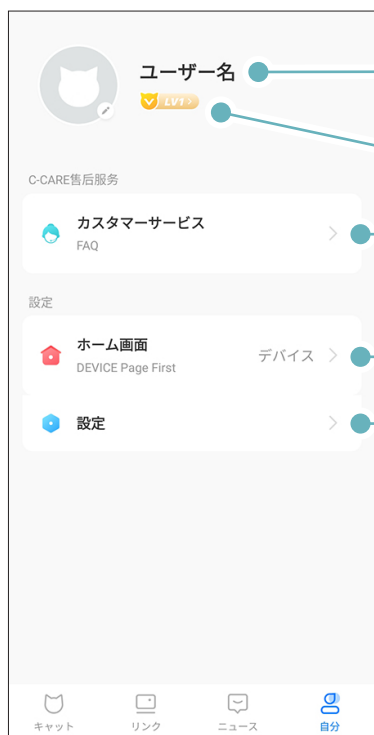 ユーザー名
LV1
C-CARE售后服务
カスタマーサービス
FAQ
設定
ホーム画面
DEVICE Page First
デバイス
設定
キャット
リンク
ニュース
自分